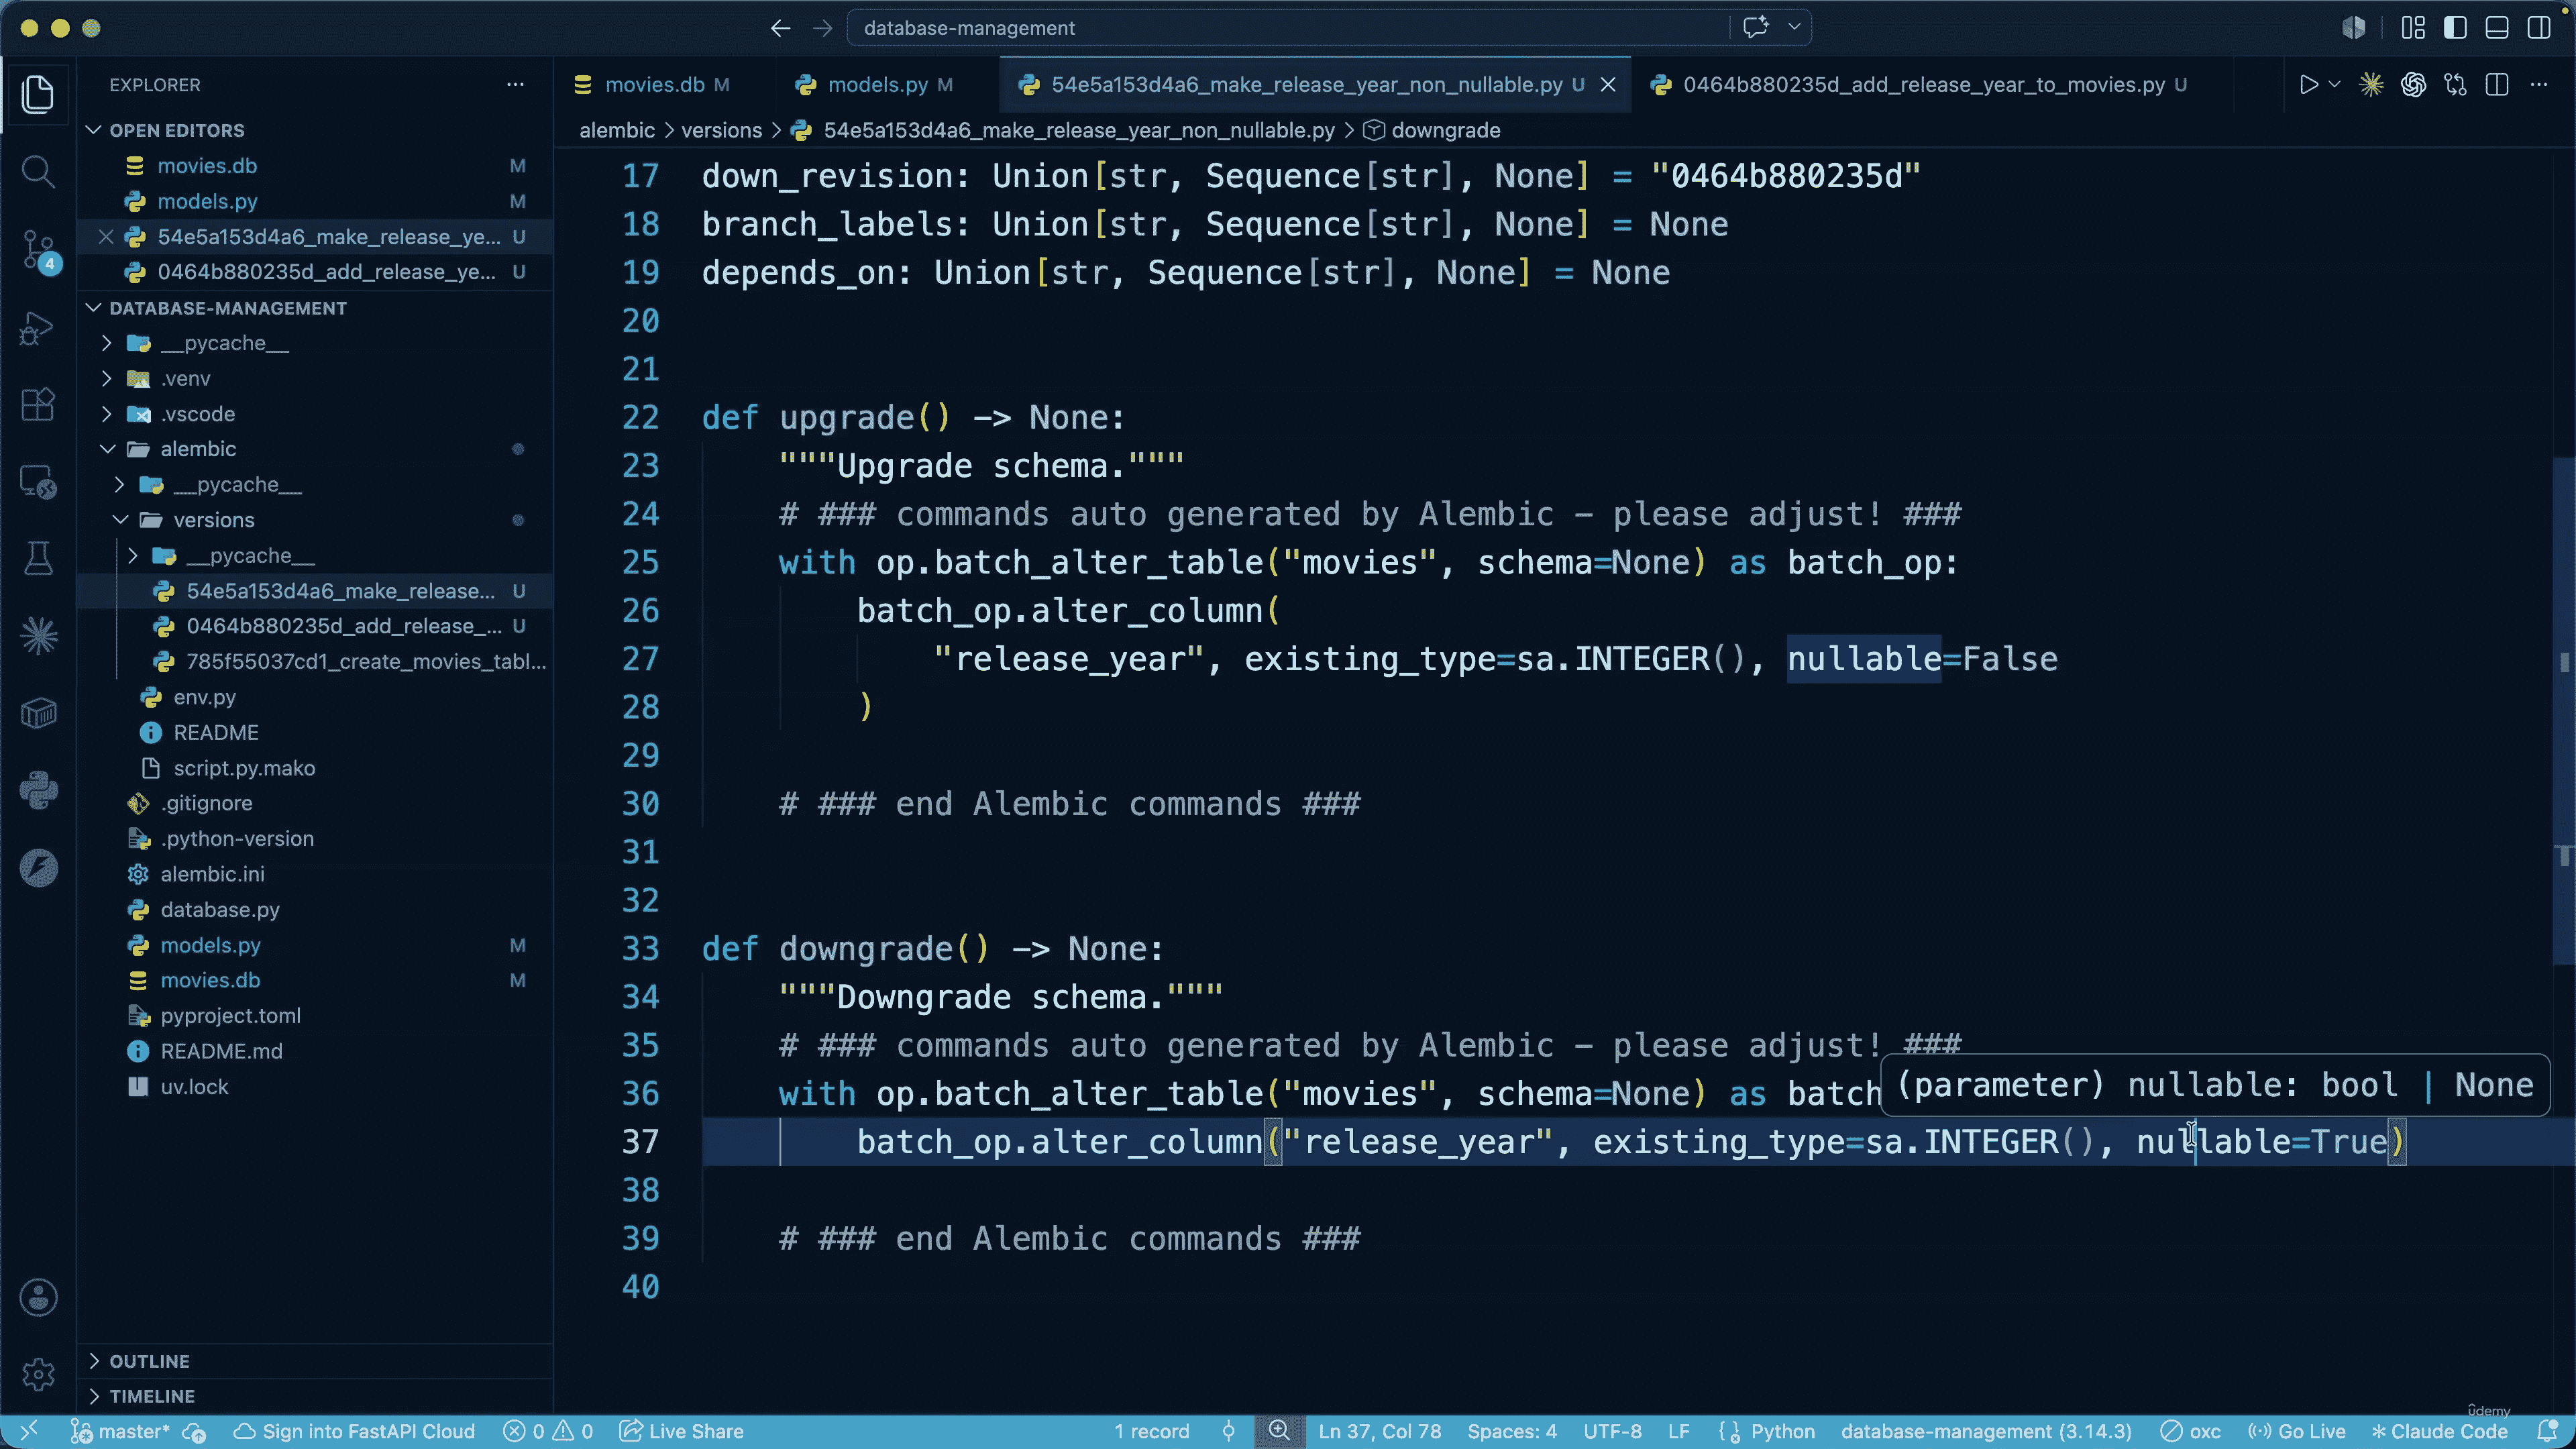 database-management
EXPLORER
OPEN EDITORS
movies.db M
models.py M
54e5a153d4a6_make_release_ye... U
0464b880235d_add_release_ye... U
DATABASE-MANAGEMENT
__pycache__
.venv
.vscode
alembic
__pycache__
versions
__pycache__
54e5a153d4a6_make_release... U
0464b880235d_add_release_... U
785f55037cd1_create_movies_tabl...
env.py
README
script.py.mako
.gitignore
.python-version
alembic.ini
database.py
models.py M
movies.db M
pyproject.toml
README.md
uv.lock
OUTLINE
TIMELINE
4
movies.db M
models.py M
54e5a153d4a6_make_release_year_non_nullable.py U
0464b880235d_add_release_year_to_movies.py U
alembic > versions > 54e5a153d4a6_make_release_year_non_nullable.py > downgrade
17 down_revision: Union[str, Sequence[str], None] = "0464b880235d"
18 branch_labels: Union[str, Sequence[str], None] = None
19 depends_on: Union[str, Sequence[str], None] = None
20
21
22 def upgrade() -> None:
23 """Upgrade schema."""
24 # ### commands auto generated by Alembic - please adjust! ###
25 with op.batch_alter_table("movies", schema=None) as batch_op:
26 batch_op.alter_column(
27 "release_year", existing_type=sa.INTEGER(), nullable=False
28 )
29
30 # ### end Alembic commands ###
31
32
33 def downgrade() -> None:
34 """Downgrade schema."""
35 # ### commands auto generated by Alembic - please adjust! ###
(parameter) nullable: bool | None
36 with op.batch_alter_table("movies", schema=None) as batch
37 batch_op.alter_column("release_year", existing_type=sa.INTEGER(), nullable=True)
38
39 # ### end Alembic commands ###
40
ûdemy
master* Sign into FastAPI Cloud 0 0 Live Share 1 record Ln 37, Col 78 Spaces: 4 UTF-8 LF Python database-management (3.14.3) oxc Go Live Claude Code